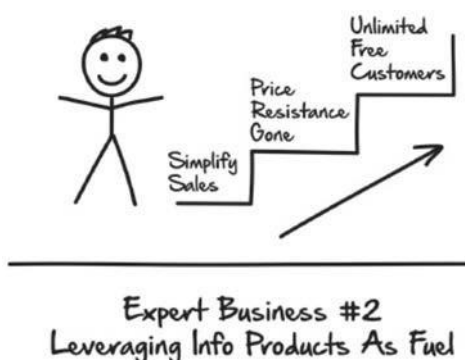 Unlimited
Free
Customers
Price
Resistance
Gone
Simplify
Sales
Expert Business #2
Leveraging Info Products As Fuel